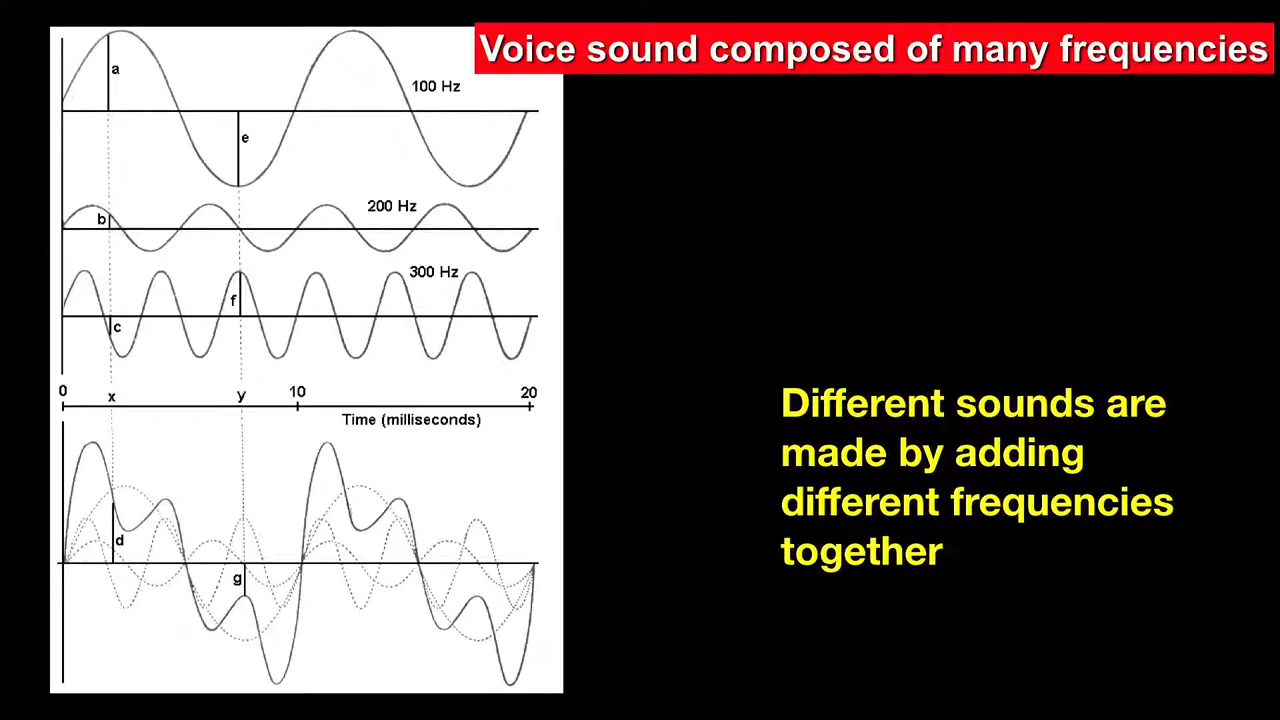 Voice sound composed of many frequencies
a
100 Hz
e
200 Hz
b
300 Hz
f
c
0 10 20
x y
Time (milliseconds)
d
g
Different sounds are
made by adding
different frequencies
together